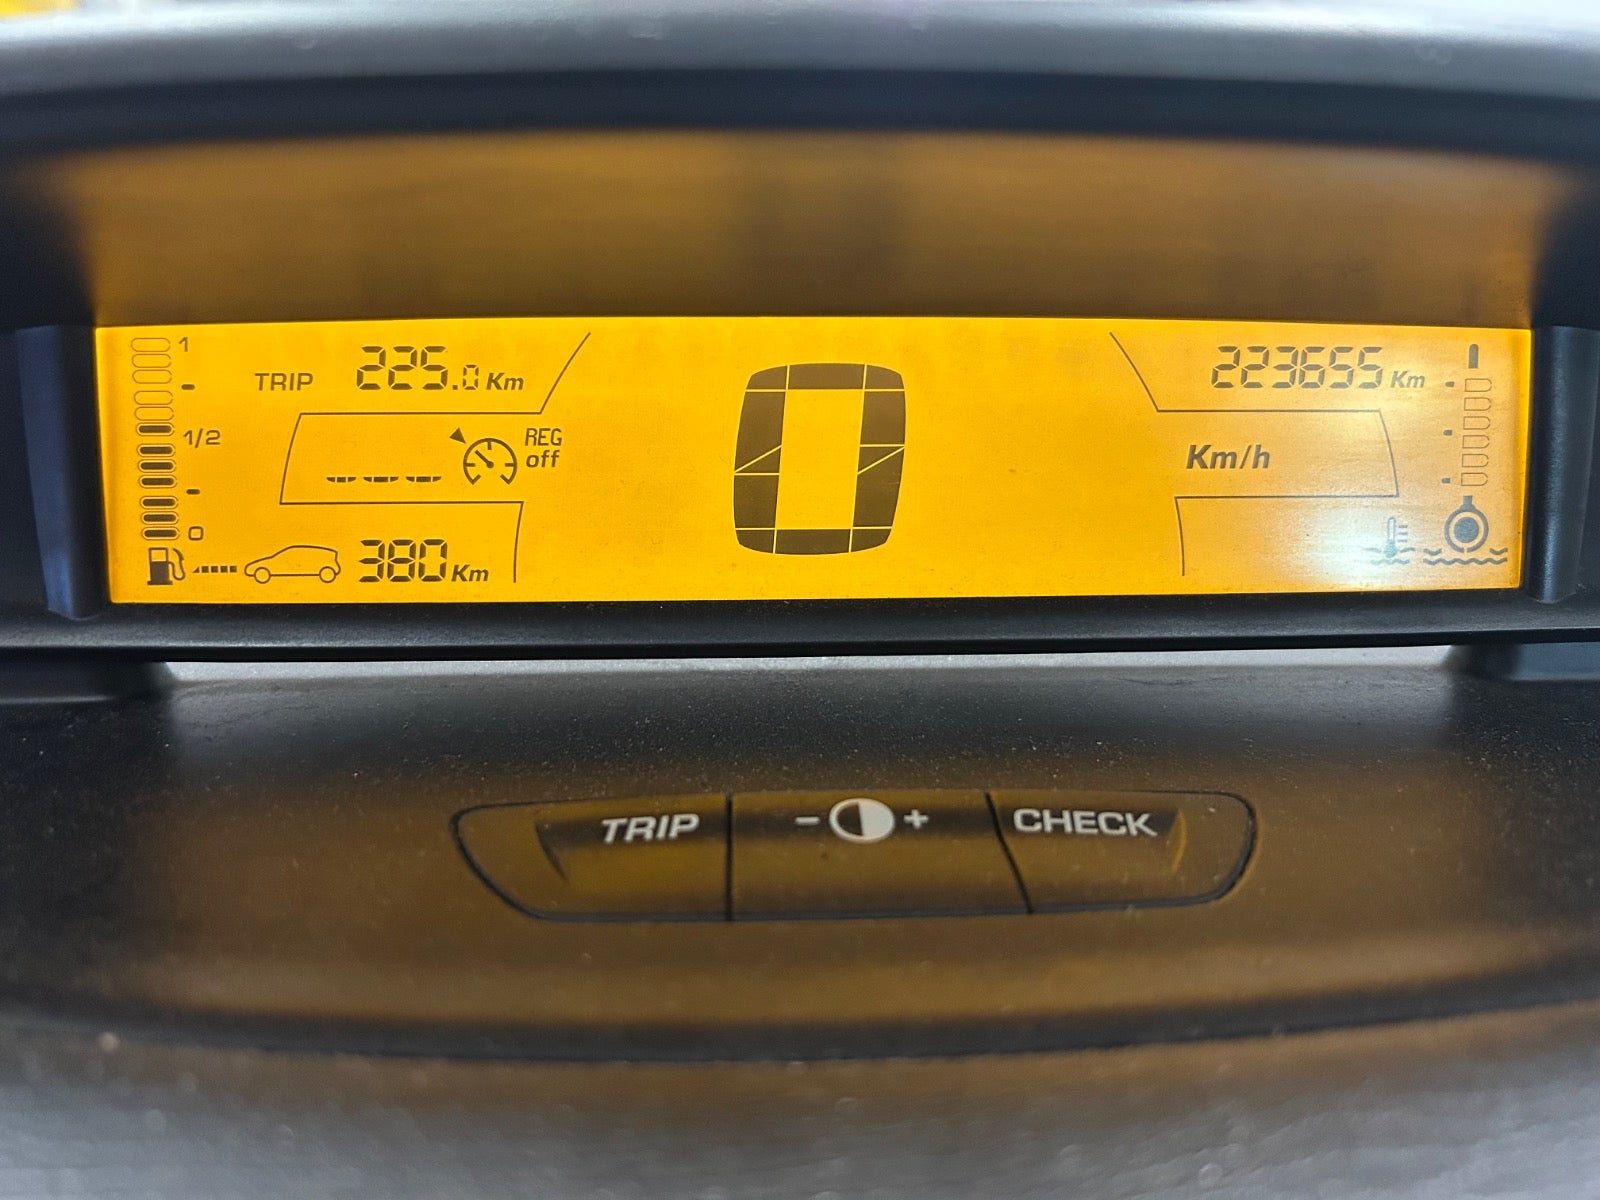 1
TRIP 225.0 Km
223655 Km
1/2
REG
off
--- 
0
Km/h
0
380 Km
TRIP
- +
CHECK